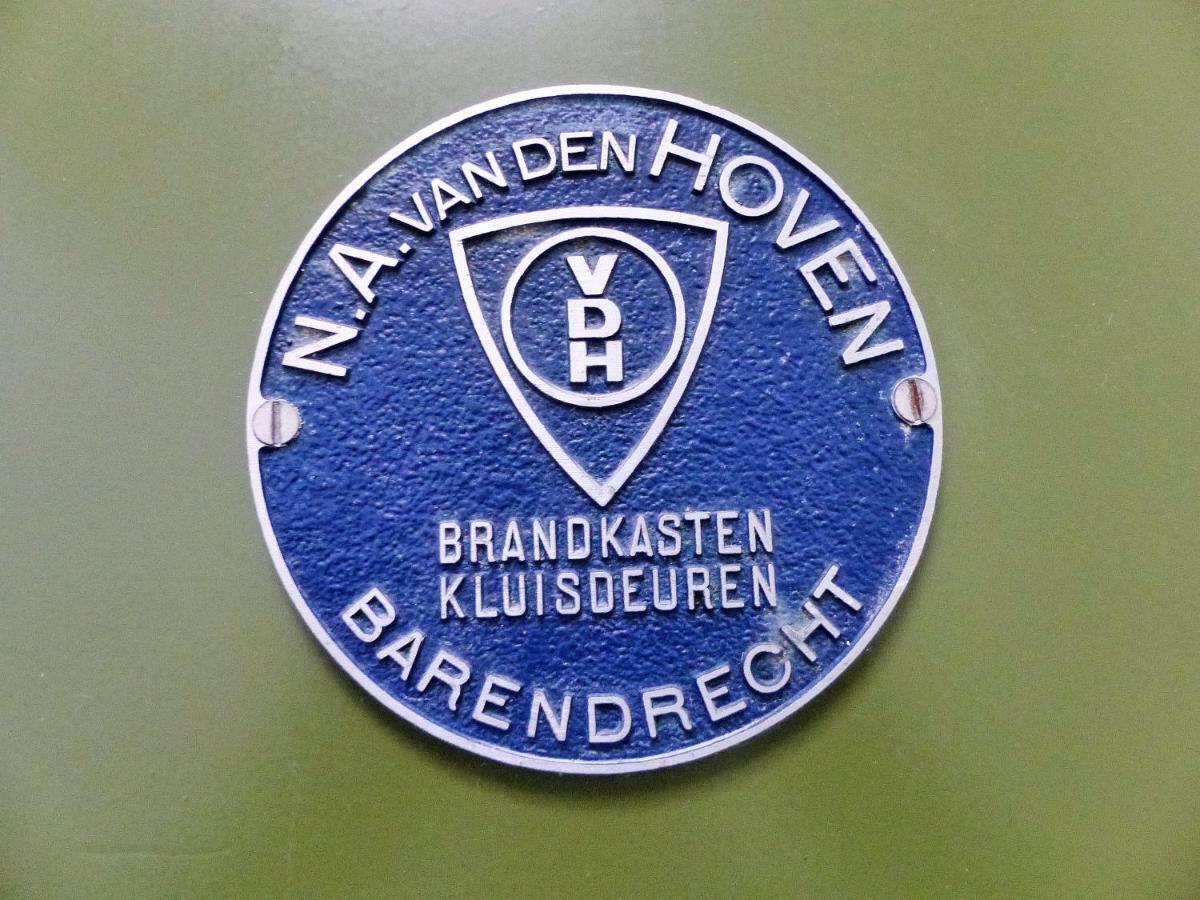 N.A. VAN DEN HOVEN
V
D
H
BRANDKASTEN
KLUISDEUREN
BARENDRECHT